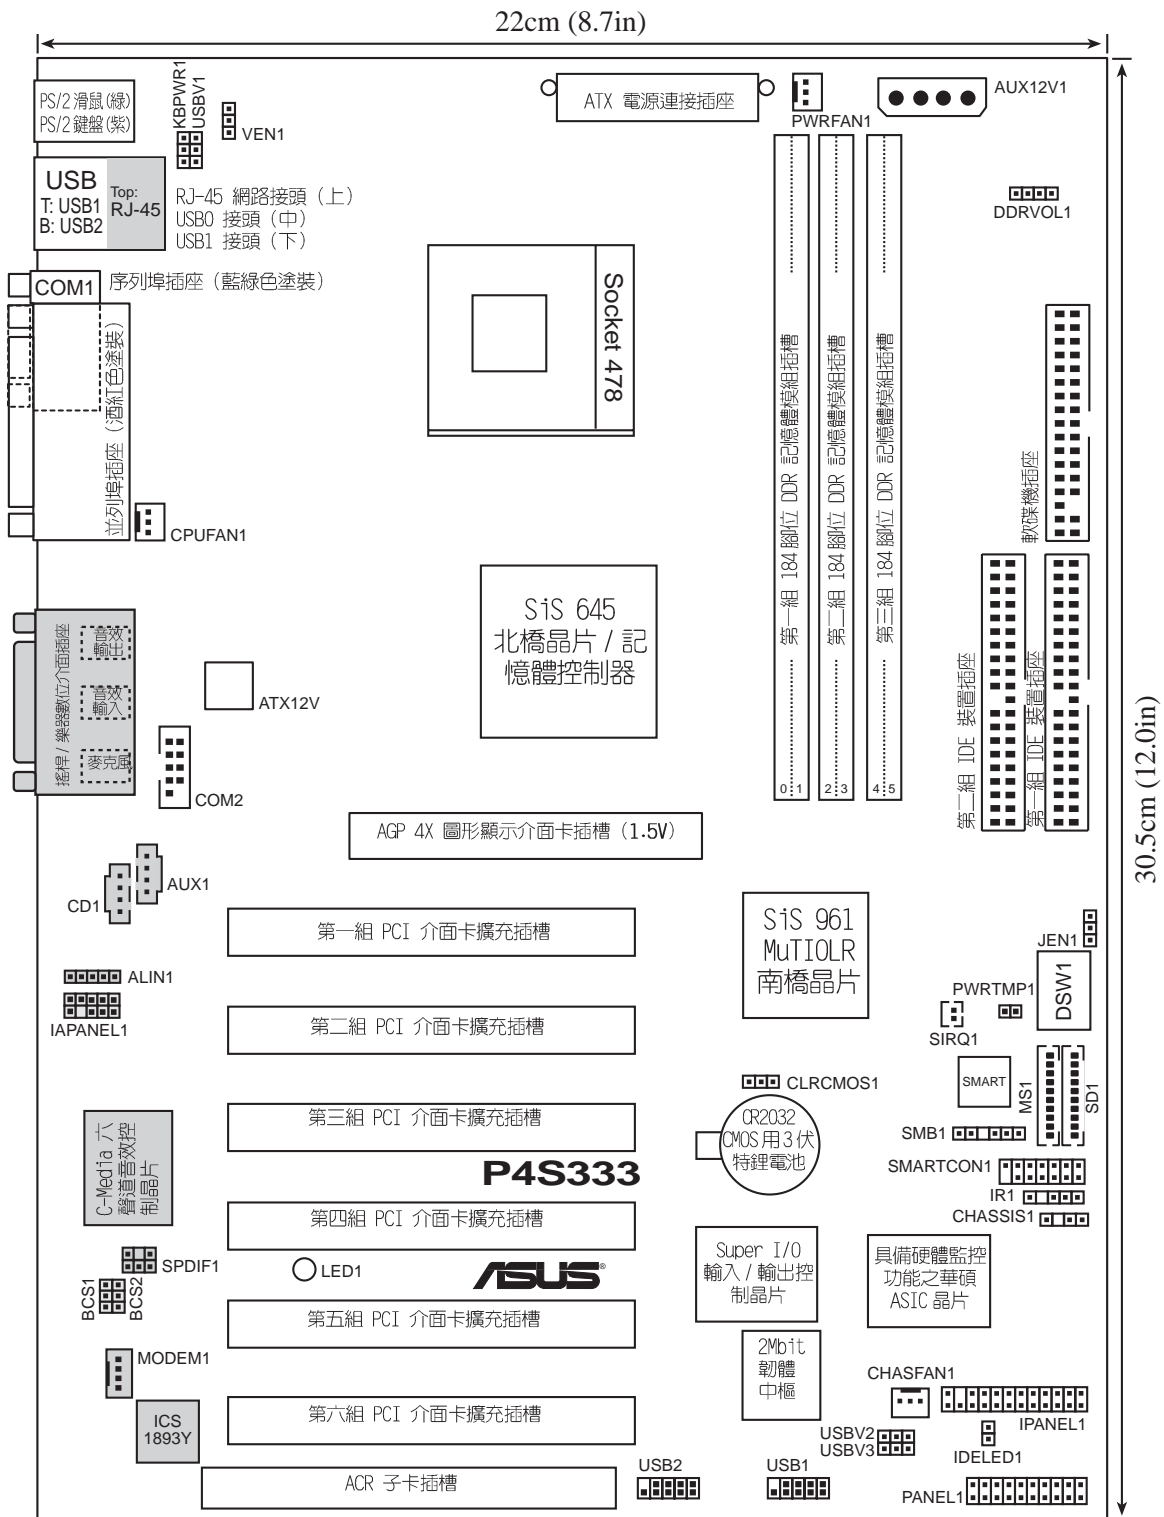 22cm (8.7in)
PS/2 滑鼠(綠)
PS/2 鍵盤(紫)
KBPWR1
USBV1
VEN1
ATX 電源連接插座
PWRFAN1
AUX12V1
USB
T: USB1
B: USB2
Top:
RJ-45
RJ-45 網路接頭（上）
USB0 接頭（中）
USB1 接頭（下）
DDRVOL1
COM1
序列埠插座（藍綠色塗裝）
並列埠插座（酒紅色塗裝）
Socket 478
第一組 184 腳位 DDR 記憶體模組插槽
第二組 184 腳位 DDR 記憶體模組插槽
第三組 184 腳位 DDR 記憶體模組插槽
軟碟機插座
CPUFAN1
SiS 645
北橋晶片 / 記
憶體控制器
搖桿 / 樂器數位介面插座
音效
輸出
音效
輸入
麥克風
ATX12V
COM2
0 1
2 3
4 5
第二組 IDE 裝置插座
第一組 IDE 裝置插座
30.5cm (12.0in)
AGP 4X 圖形顯示介面卡插槽（1.5V）
AUX1
CD1
第一組 PCI 介面卡擴充插槽
SiS 961
MuTIOLR
南橋晶片
JEN1
ALIN1
IAPANEL1
第二組 PCI 介面卡擴充插槽
PWRTMP1
DSW1
SIRQ1
CLRCMOS1
SMART
MS1
SD1
第三組 PCI 介面卡擴充插槽
CR2032
CMOS用3伏
特鋰電池
SMB1
C-Media 六
聲道音效控
制晶片
P4S333
SMARTCON1
IR1
CHASSIS1
第四組 PCI 介面卡擴充插槽
SPDIF1
LED1
ASUS®
Super I/O
輸入 / 輸出控
制晶片
具備硬體監控
功能之華碩
ASIC 晶片
BCS1
BCS2
第五組 PCI 介面卡擴充插槽
2Mbit
韌體
中樞
MODEM1
CHASFAN1
ICS
1893Y
第六組 PCI 介面卡擴充插槽
IPANEL1
USBV2
USBV3
IDELED1
ACR 子卡插槽
USB2
USB1
PANEL1